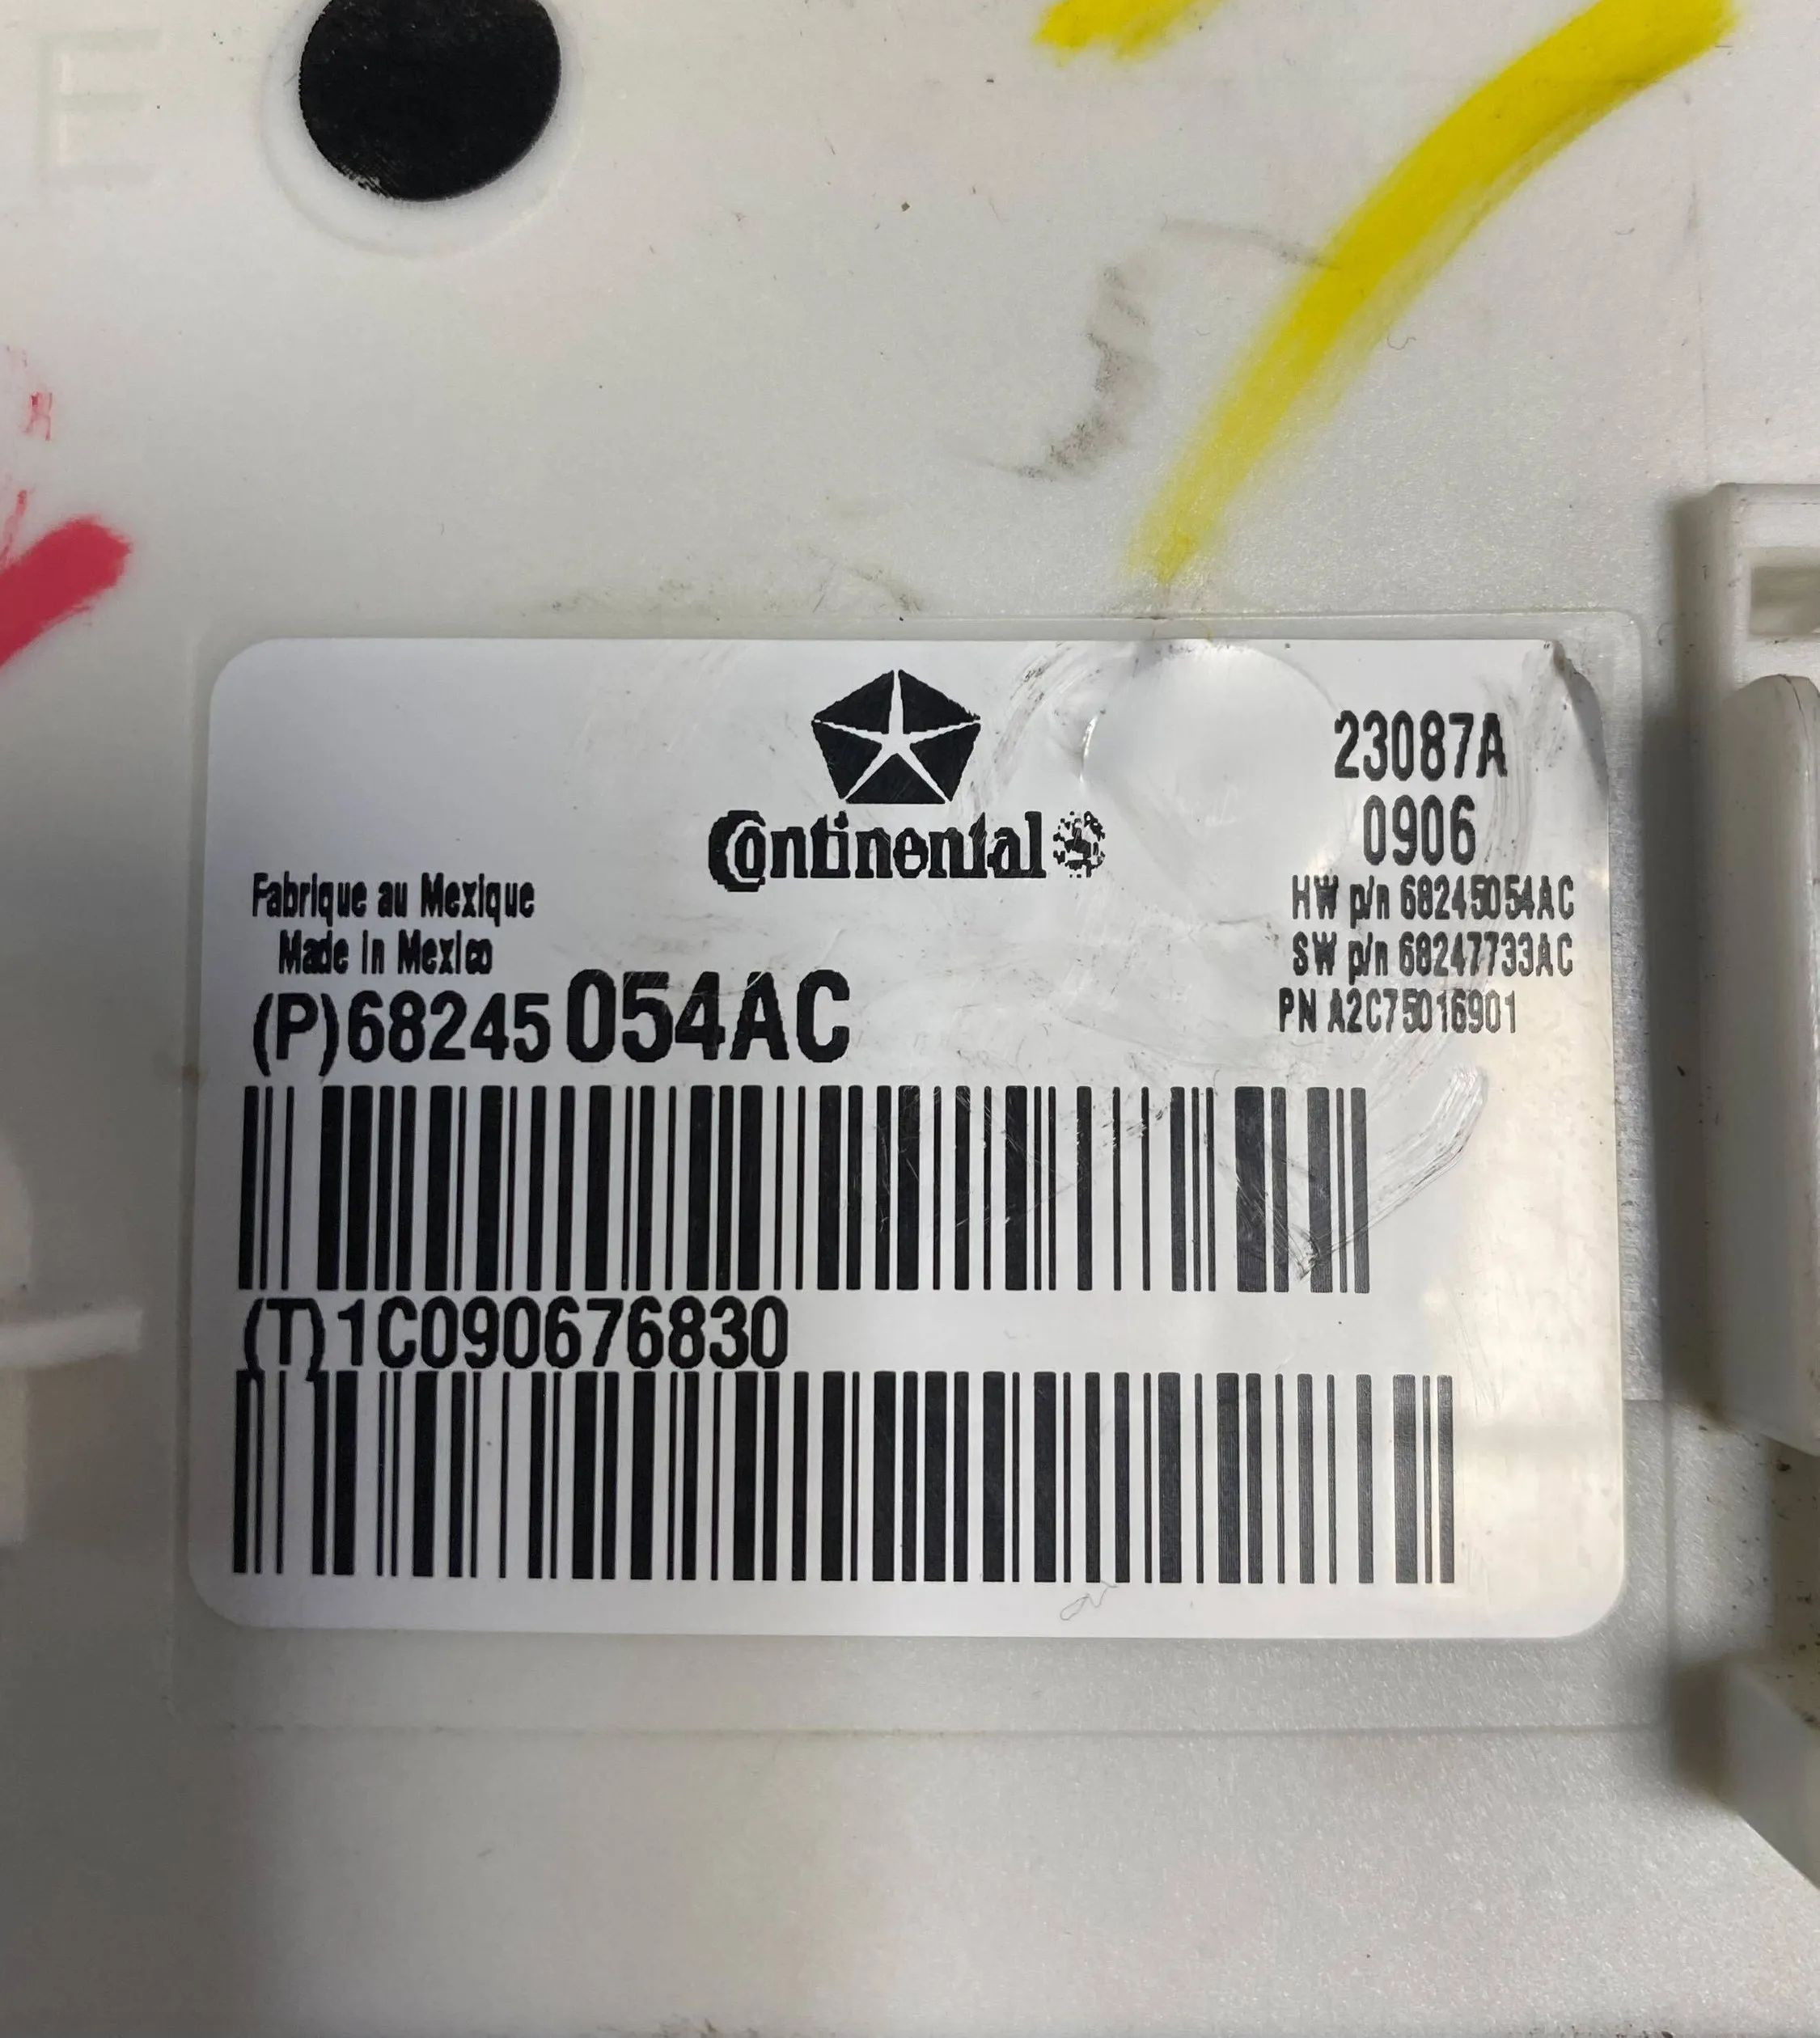 E
Continental
23087A
0906
Fabrique au Mexique
Made in Mexico
HW p/n 68245054AC
SW p/n 68247733AC
PN A2C75016901
(P)68245054AC
(T)1C090676830